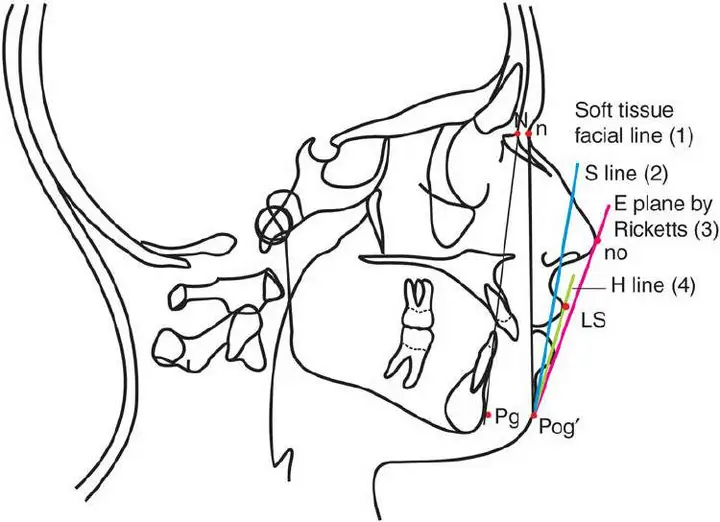 N n
Soft tissue
facial line (1)
S line (2)
E plane by
Ricketts (3)
no
H line (4)
LS
Pg
Pog′